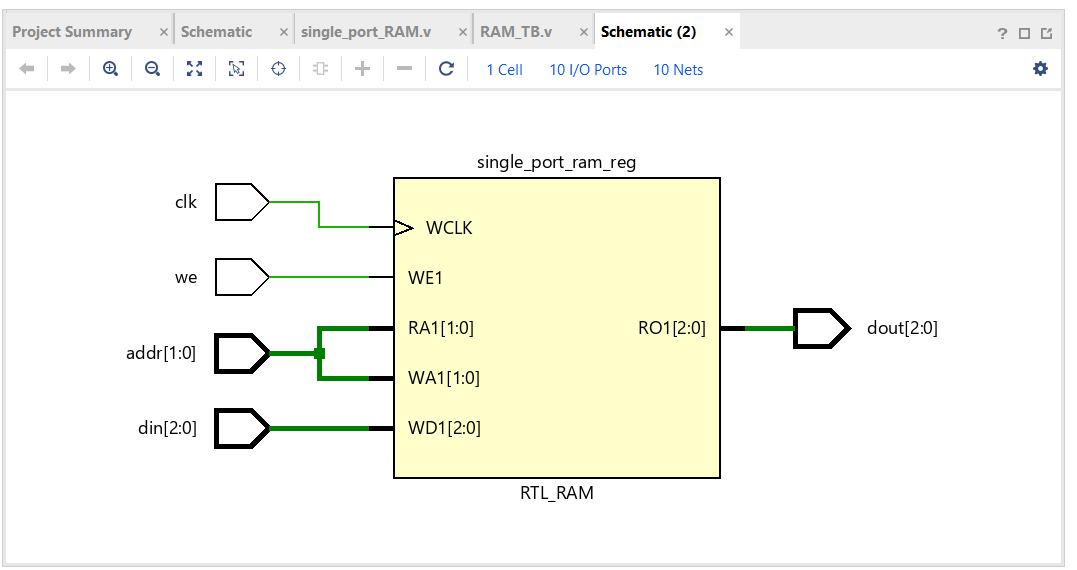 Project Summary × Schematic × single_port_RAM.v × RAM_TB.v × Schematic (2) × ?
1 Cell 10 I/O Ports 10 Nets
single_port_ram_reg
clk
WCLK
we
WE1
RA1[1:0]
RO1[2:0]
dout[2:0]
addr[1:0]
WA1[1:0]
din[2:0]
WD1[2:0]
RTL_RAM